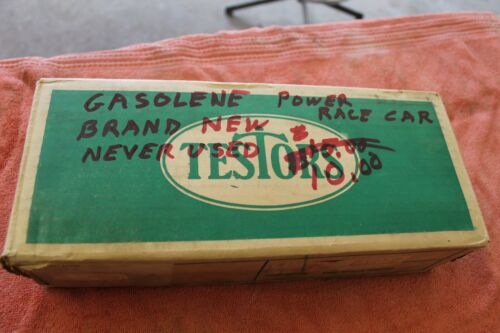 GASOLENE POWER
RACE CAR
BRAND NEW
NEVER USED
TESTORS
$
10.00